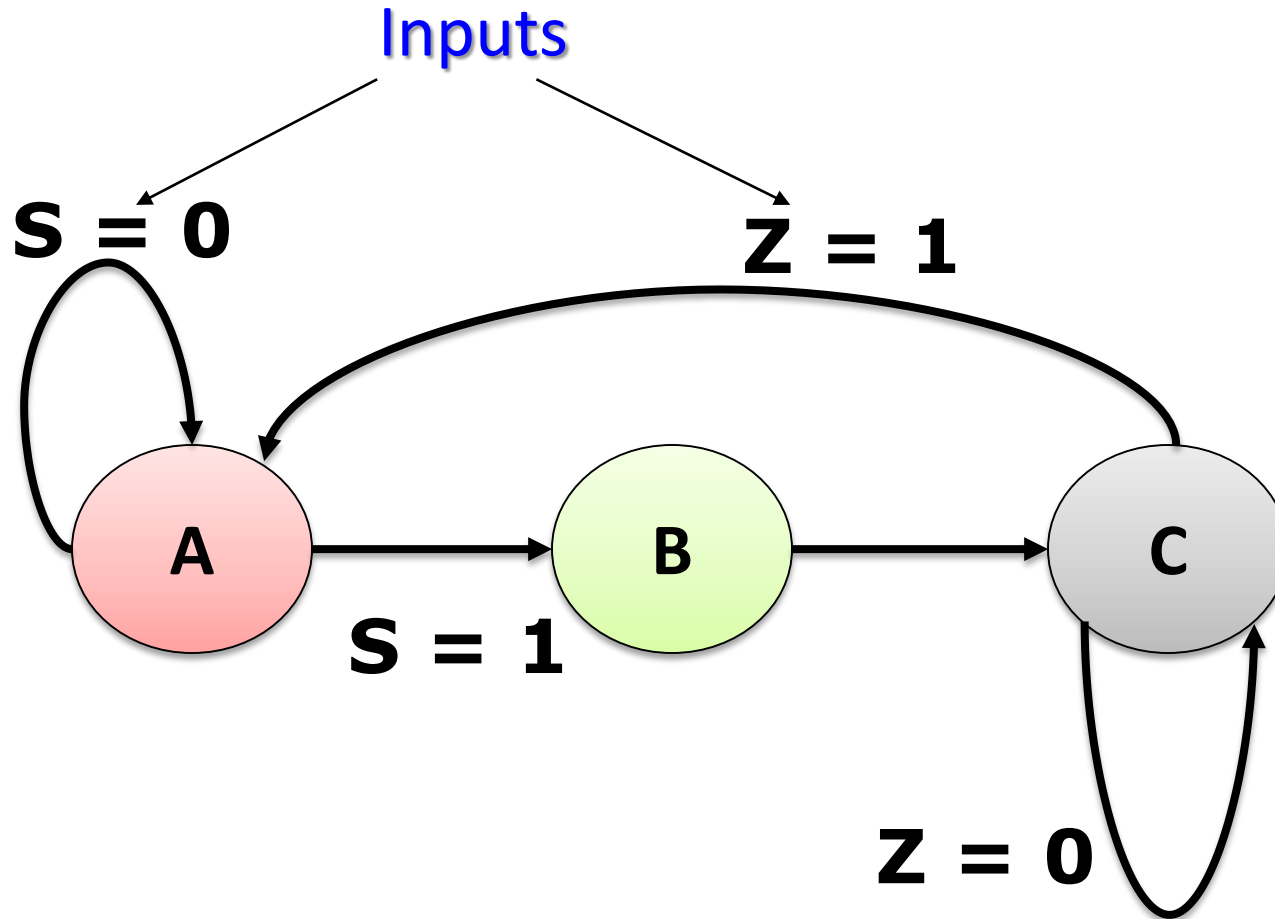 Inputs
S = 0
Z = 1
A
B
C
S = 1
Z = 0